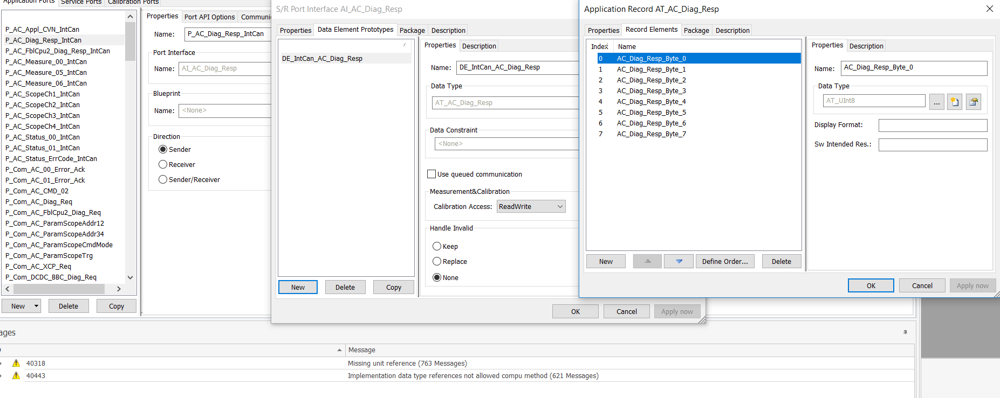 Application Ports Service Ports Calibration Ports
P_AC_Appl_CVN_IntCan
P_AC_Diag_Resp_IntCan
P_AC_FblCpu2_Diag_Resp_IntCan
P_AC_Measure_00_IntCan
P_AC_Measure_05_IntCan
P_AC_Measure_06_IntCan
P_AC_ScopeCh1_IntCan
P_AC_ScopeCh2_IntCan
P_AC_ScopeCh3_IntCan
P_AC_ScopeCh4_IntCan
P_AC_Status_00_IntCan
P_AC_Status_01_IntCan
P_AC_Status_ErrCode_IntCan
P_Com_AC_00_Error_Ack
P_Com_AC_01_Error_Ack
P_Com_AC_CMD_02
P_Com_AC_Diag_Req
P_Com_AC_FblCpu2_Diag_Req
P_Com_AC_ParamScopeAddr12
P_Com_AC_ParamScopeAddr34
P_Com_AC_ParamScopeCmdMode
P_Com_AC_ParamScopeTrg
P_Com_AC_XCP_Req
P_Com_DCDC_BBC_Diag_Req
New Delete Copy
Properties Port API Options Communi
Name: P_AC_Diag_Resp_IntCan
Port Interface
Name: AI_AC_Diag_Resp
Blueprint
Name: <None>
Direction
Sender
Receiver
Sender/Receiver
S/R Port Interface AI_AC_Diag_Resp
Properties Data Element Prototypes Package Description
DE_IntCan_AC_Diag_Resp
New Delete Copy
Properties Description
Name: DE_IntCan_AC_Diag_Resp
Data Type
AT_AC_Diag_Resp
Data Constraint
<None>
Use queued communication
Measurement&Calibration
Calibration Access: ReadWrite
Handle Invalid
Keep
Replace
None
OK Cancel Apply now
Application Record AT_AC_Diag_Resp
Properties Record Elements Package Description
Index Name
0 AC_Diag_Resp_Byte_0
1 AC_Diag_Resp_Byte_1
2 AC_Diag_Resp_Byte_2
3 AC_Diag_Resp_Byte_3
4 AC_Diag_Resp_Byte_4
5 AC_Diag_Resp_Byte_5
6 AC_Diag_Resp_Byte_6
7 AC_Diag_Resp_Byte_7
New Define Order... Delete
Properties Description
Name: AC_Diag_Resp_Byte_0
Data Type
AT_UInt8 ...
Display Format:
Sw Intended Res.:
OK Cancel Apply now
ages
Message
40318 Missing unit reference (763 Messages)
40443 Implementation data type references not allowed compu method (621 Messages)